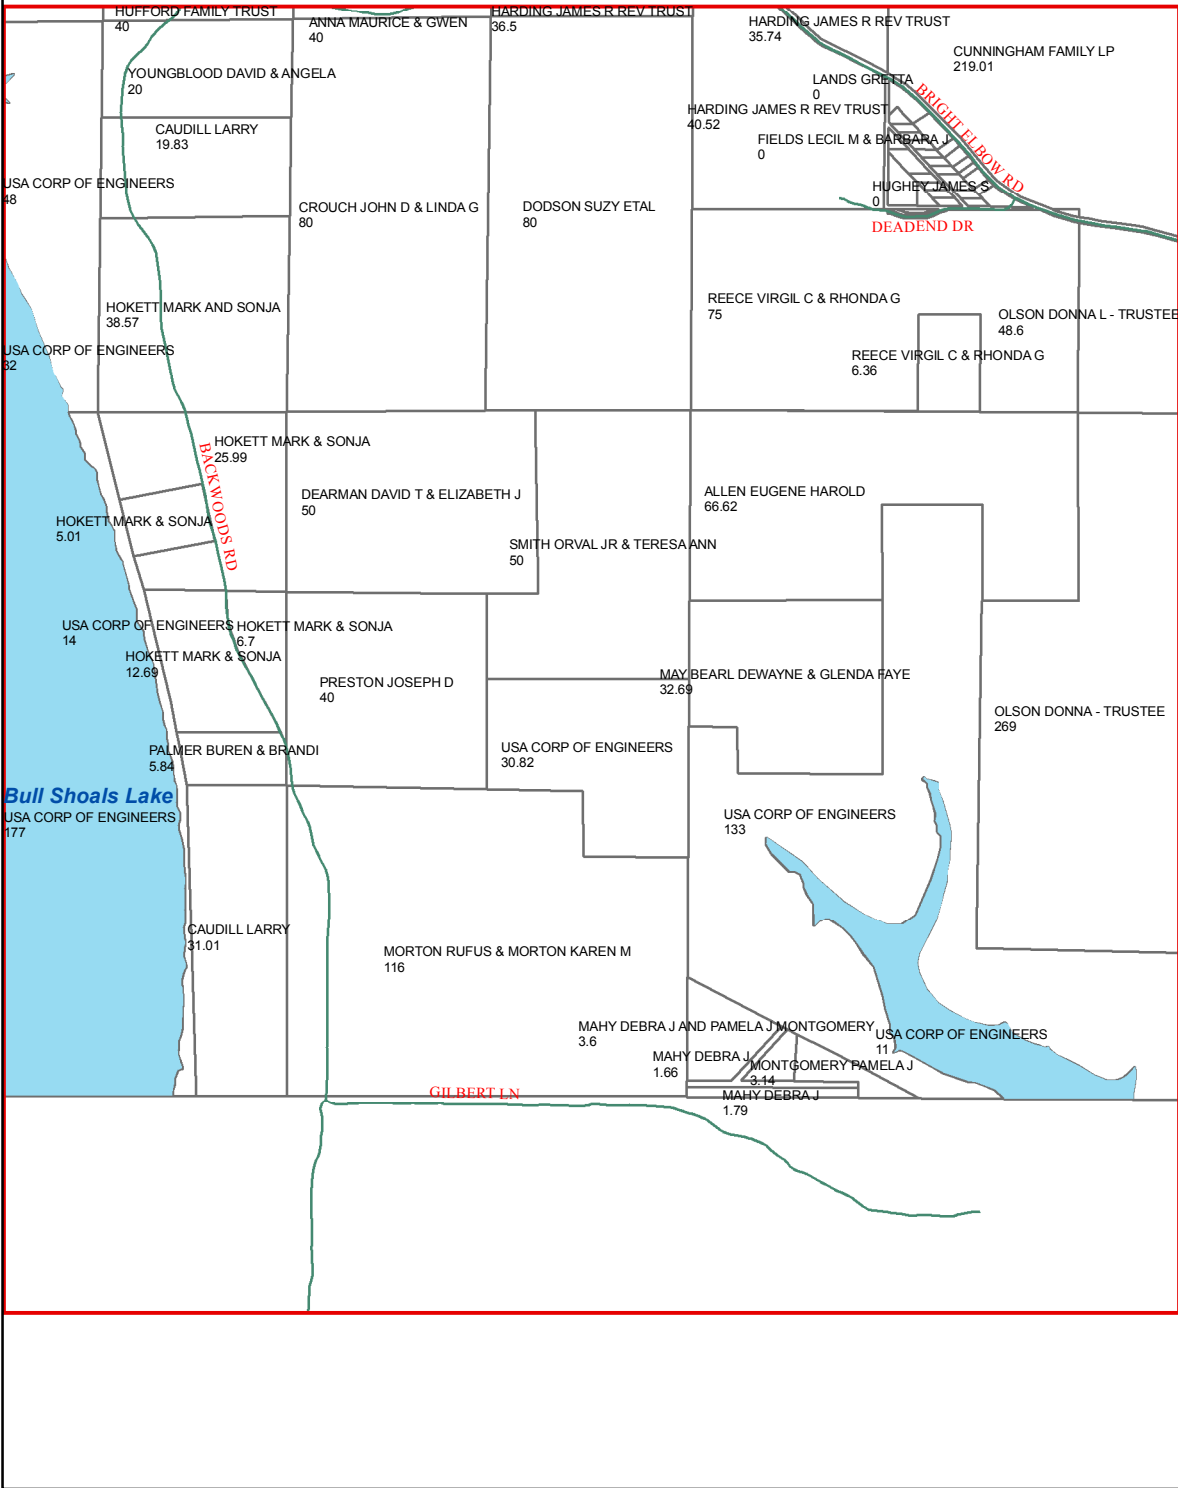 HUFFORD FAMILY TRUST
40
ANNA MAURICE & GWEN
40
HARDING JAMES R REV TRUST
36.5
HARDING JAMES R REV TRUST
35.74
CUNNINGHAM FAMILY LP
219.01
YOUNGBLOOD DAVID & ANGELA
20
LANDS GRETTA
0
BRIGHT ELBOW RD
HARDING JAMES R REV TRUST
40.52
CAUDILL LARRY
19.83
FIELDS LECIL M & BARBARA J
0
USA CORP OF ENGINEERS
48
HUGHEY JAMES S
0
CROUCH JOHN D & LINDA G
80
DODSON SUZY ETAL
80
DEADEND DR
HOKETT MARK AND SONJA
38.57
REECE VIRGIL C & RHONDA G
75
OLSON DONNA L - TRUSTEE
48.6
USA CORP OF ENGINEERS
32
REECE VIRGIL C & RHONDA G
6.36
HOKETT MARK & SONJA
25.99
BACKWOODS RD
DEARMAN DAVID T & ELIZABETH J
50
ALLEN EUGENE HAROLD
66.62
HOKETT MARK & SONJA
5.01
SMITH ORVAL JR & TERESA ANN
50
USA CORP OF ENGINEERS
14
HOKETT MARK & SONJA
6.7
HOKETT MARK & SONJA
12.69
PRESTON JOSEPH D
40
MAY BEARL DEWAYNE & GLENDA FAYE
32.69
OLSON DONNA - TRUSTEE
269
PALMER BUREN & BRANDI
5.84
USA CORP OF ENGINEERS
30.82
Bull Shoals Lake
USA CORP OF ENGINEERS
177
USA CORP OF ENGINEERS
133
CAUDILL LARRY
31.01
MORTON RUFUS & MORTON KAREN M
116
MAHY DEBRA J AND PAMELA J MONTGOMERY
3.6
USA CORP OF ENGINEERS
11
MAHY DEBRA J
1.66
MONTGOMERY PAMELA J
3.14
GILBERT LN
MAHY DEBRA J
1.79